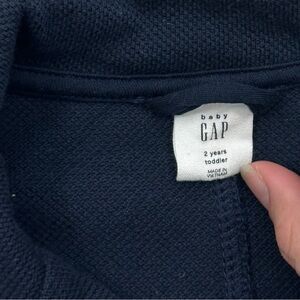 baby
GAP
2 years
toddler
MADE IN
VIETNAM